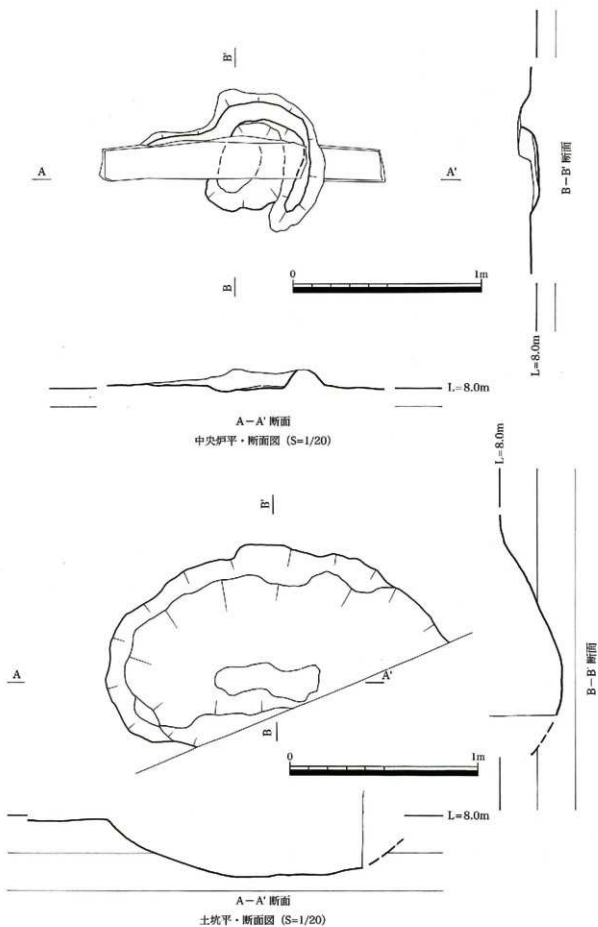 B'
A
A'
B
B－B' 断面
L=8.0m
0 1m
L=8.0m
A－A' 断面
中央炉平・断面図 (S=1/20)
L=8.0m
B'
A
A'
B
B－B' 断面
0 1m
L=8.0m
A－A' 断面
土坑平・断面図 (S=1/20)